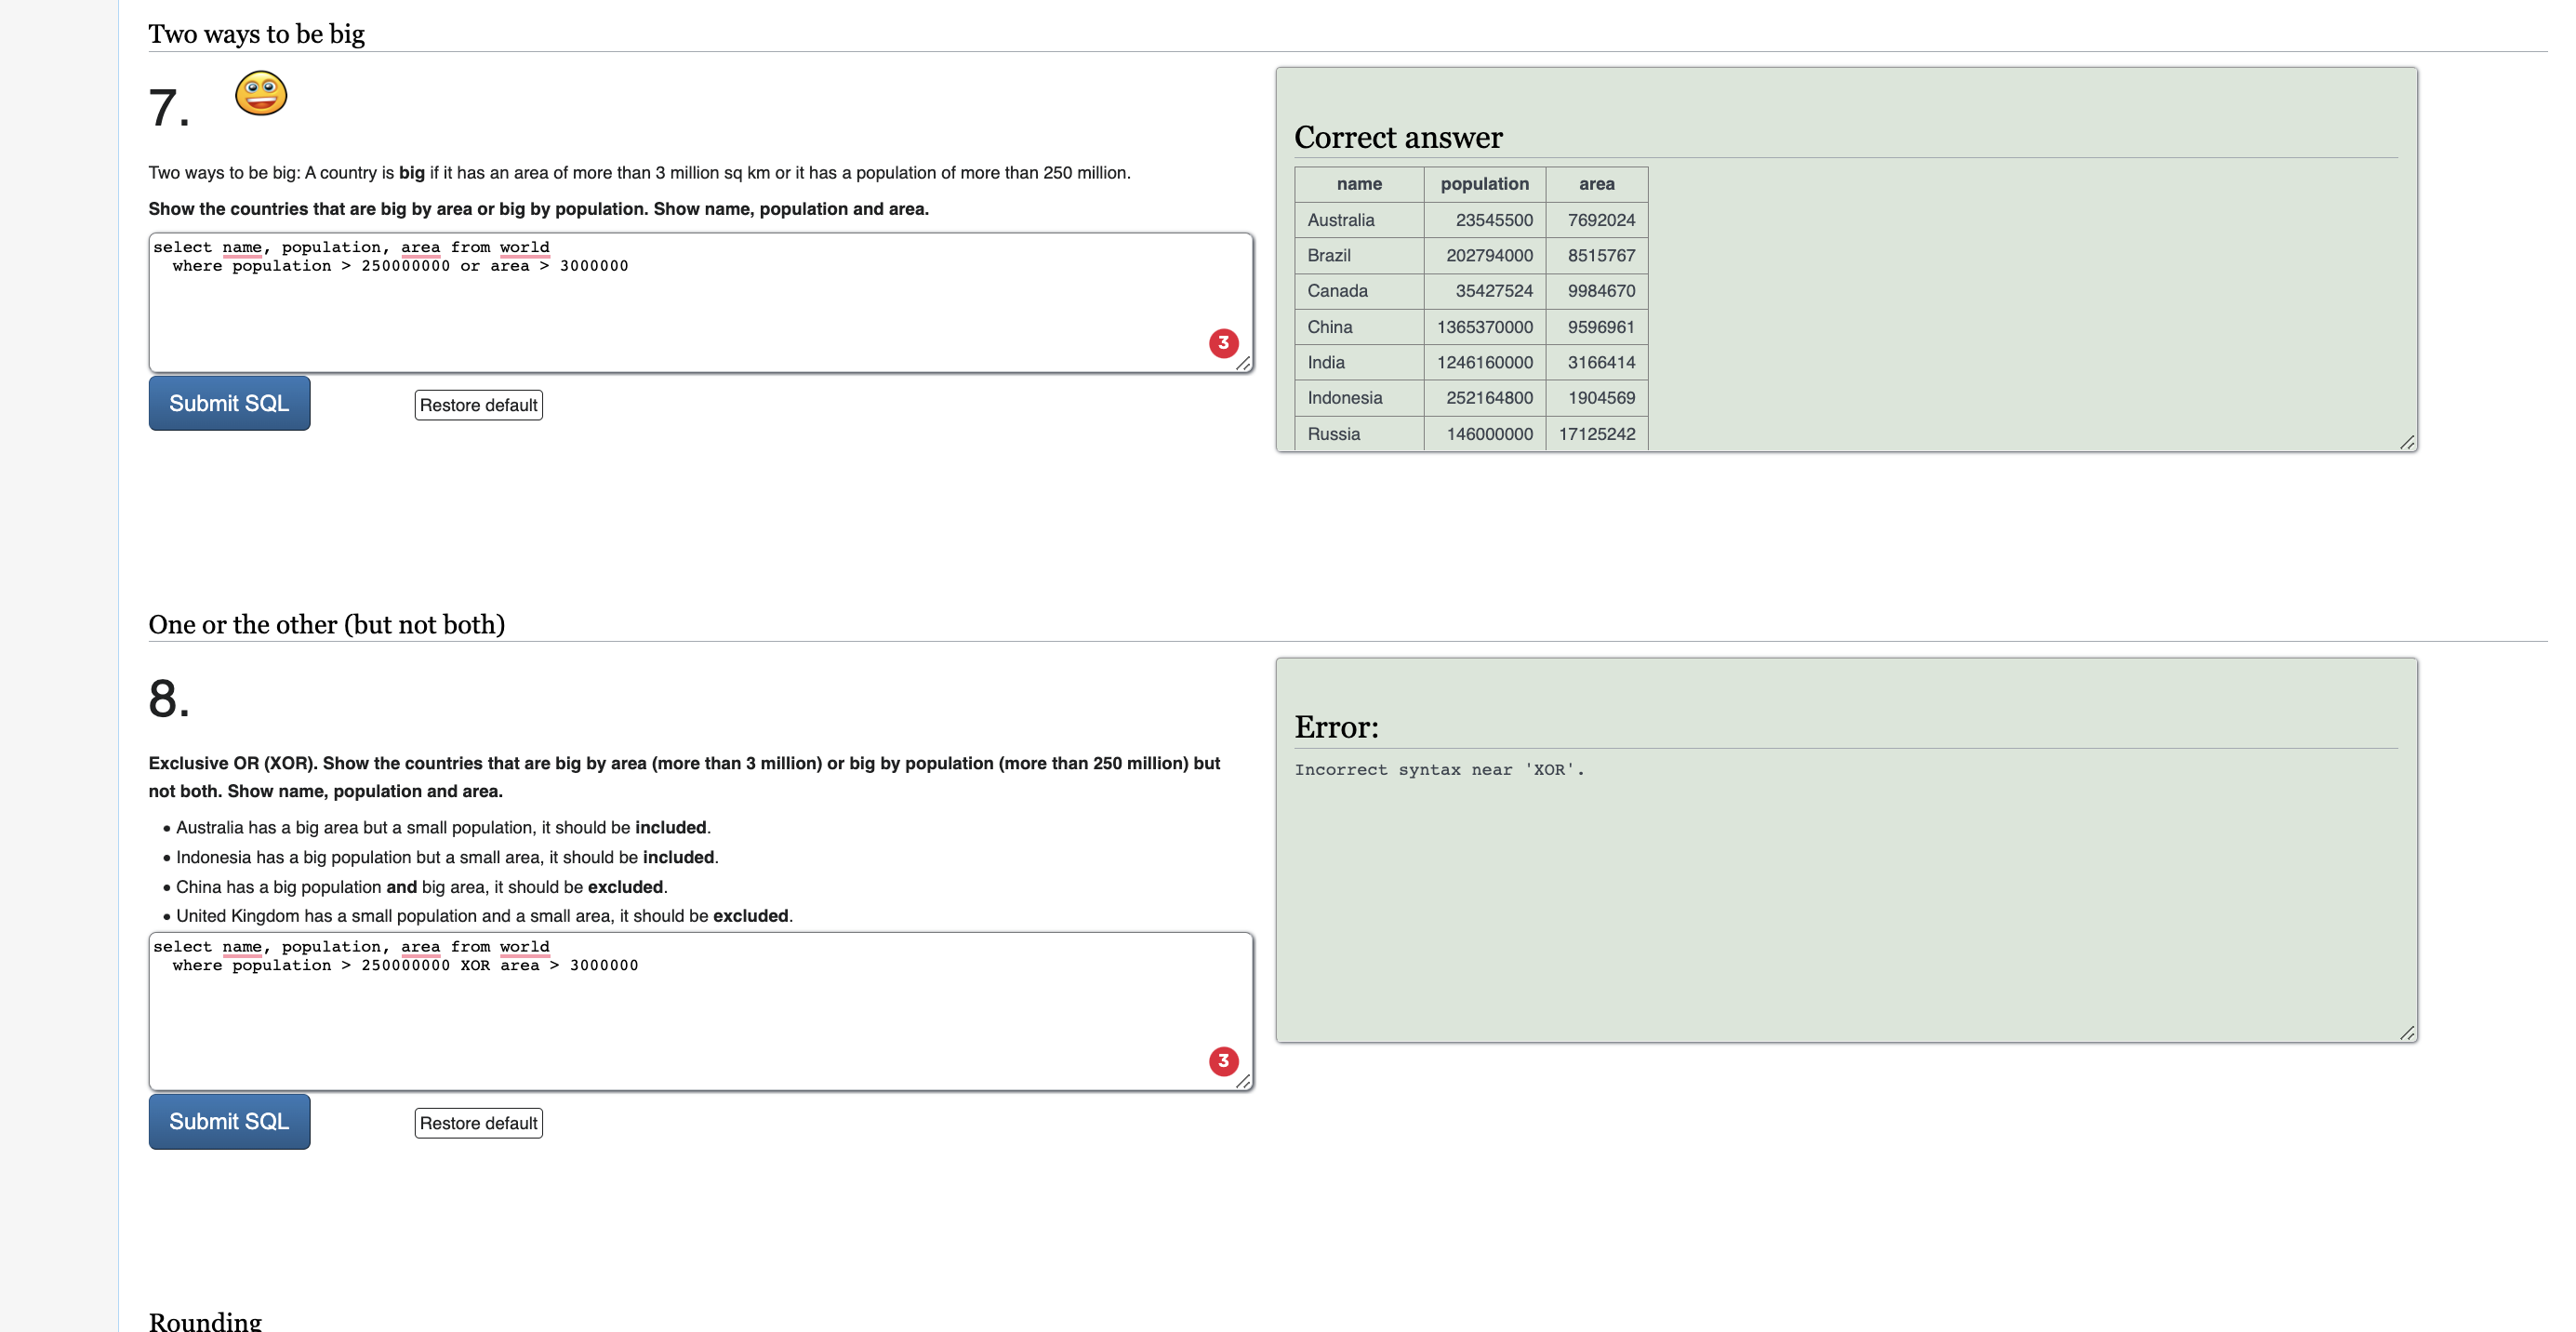 Two ways to be big
7.
Two ways to be big: A country is big if it has an area of more than 3 million sq km or it has a population of more than 250 million.
Show the countries that are big by area or big by population. Show name, population and area.
select name, population, area from world
where population > 250000000 or area > 3000000
3
Submit SQL
Restore default
Correct answer
name population area
Australia 23545500 7692024
Brazil 202794000 8515767
Canada 35427524 9984670
China 1365370000 9596961
India 1246160000 3166414
Indonesia 252164800 1904569
Russia 146000000 17125242
One or the other (but not both)
8.
Exclusive OR (XOR). Show the countries that are big by area (more than 3 million) or big by population (more than 250 million) but
not both. Show name, population and area.
• Australia has a big area but a small population, it should be included.
• Indonesia has a big population but a small area, it should be included.
• China has a big population and big area, it should be excluded.
• United Kingdom has a small population and a small area, it should be excluded.
select name, population, area from world
where population > 250000000 XOR area > 3000000
3
Submit SQL
Restore default
Error:
Incorrect syntax near 'XOR'.
Rounding